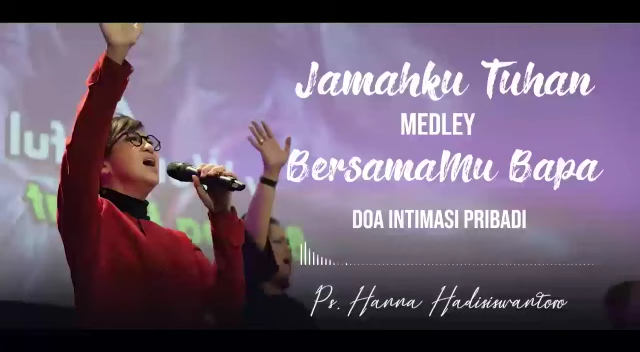 Jamahku Tuhan
MEDLEY
BersamaMu Bapa
DOA INTIMASI PRIBADI
Ps. Hanna Hadisiswantoro